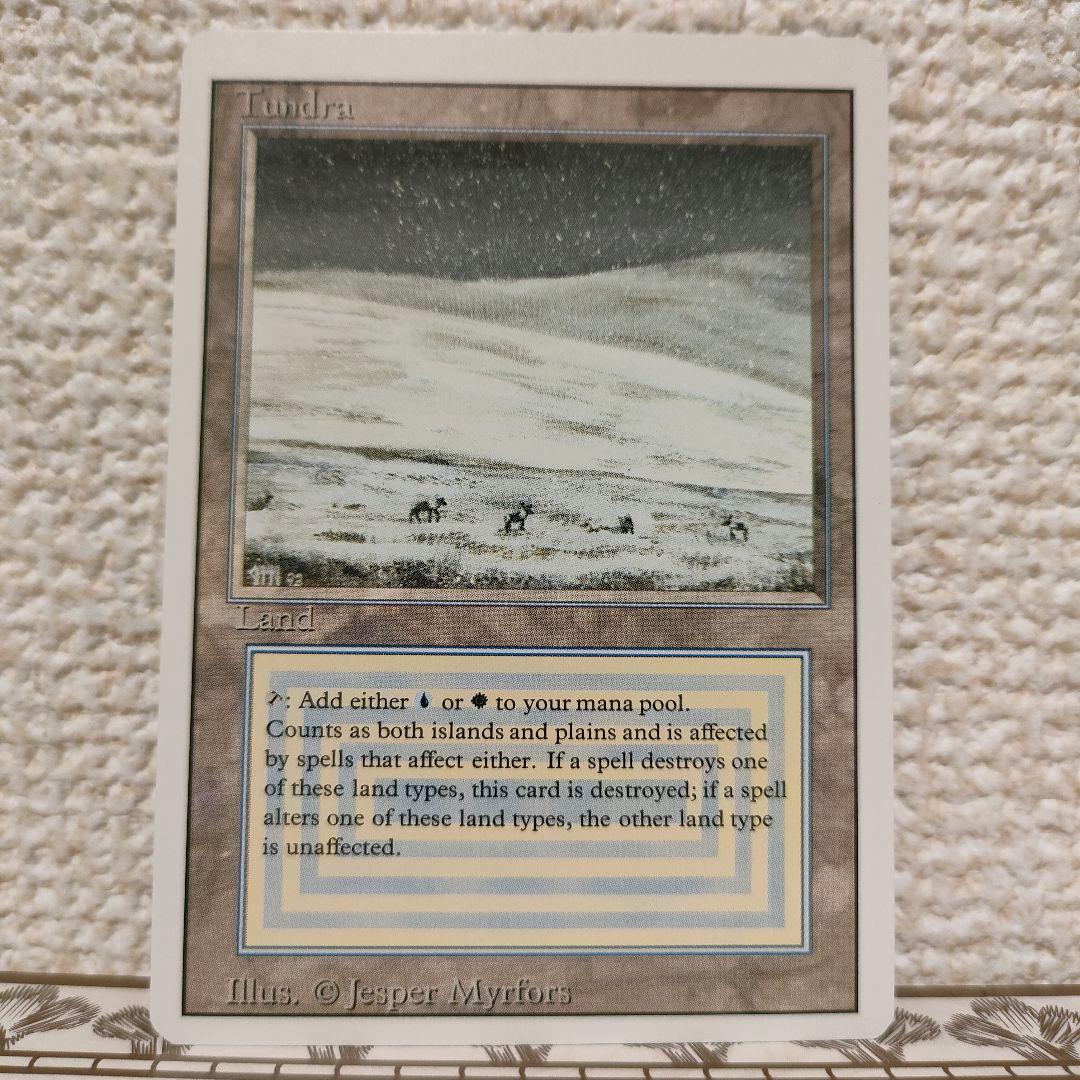 Tundra
Land
: Add either or to your mana pool.
Counts as both islands and plains and is affected
by spells that affect either. If a spell destroys one
of these land types, this card is destroyed; if a spell
alters one of these land types, the other land type
is unaffected.
Illus. © Jesper Myrfors